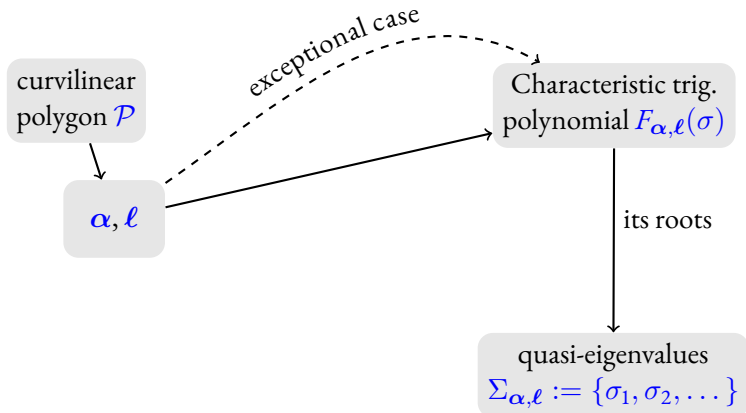 exceptional case
curvilinear
polygon 𝒫
Characteristic trig.
polynomial F_{α,ℓ}(σ)
α, ℓ
its roots
quasi-eigenvalues
Σ_{α,ℓ} := {σ₁, σ₂, . . . }